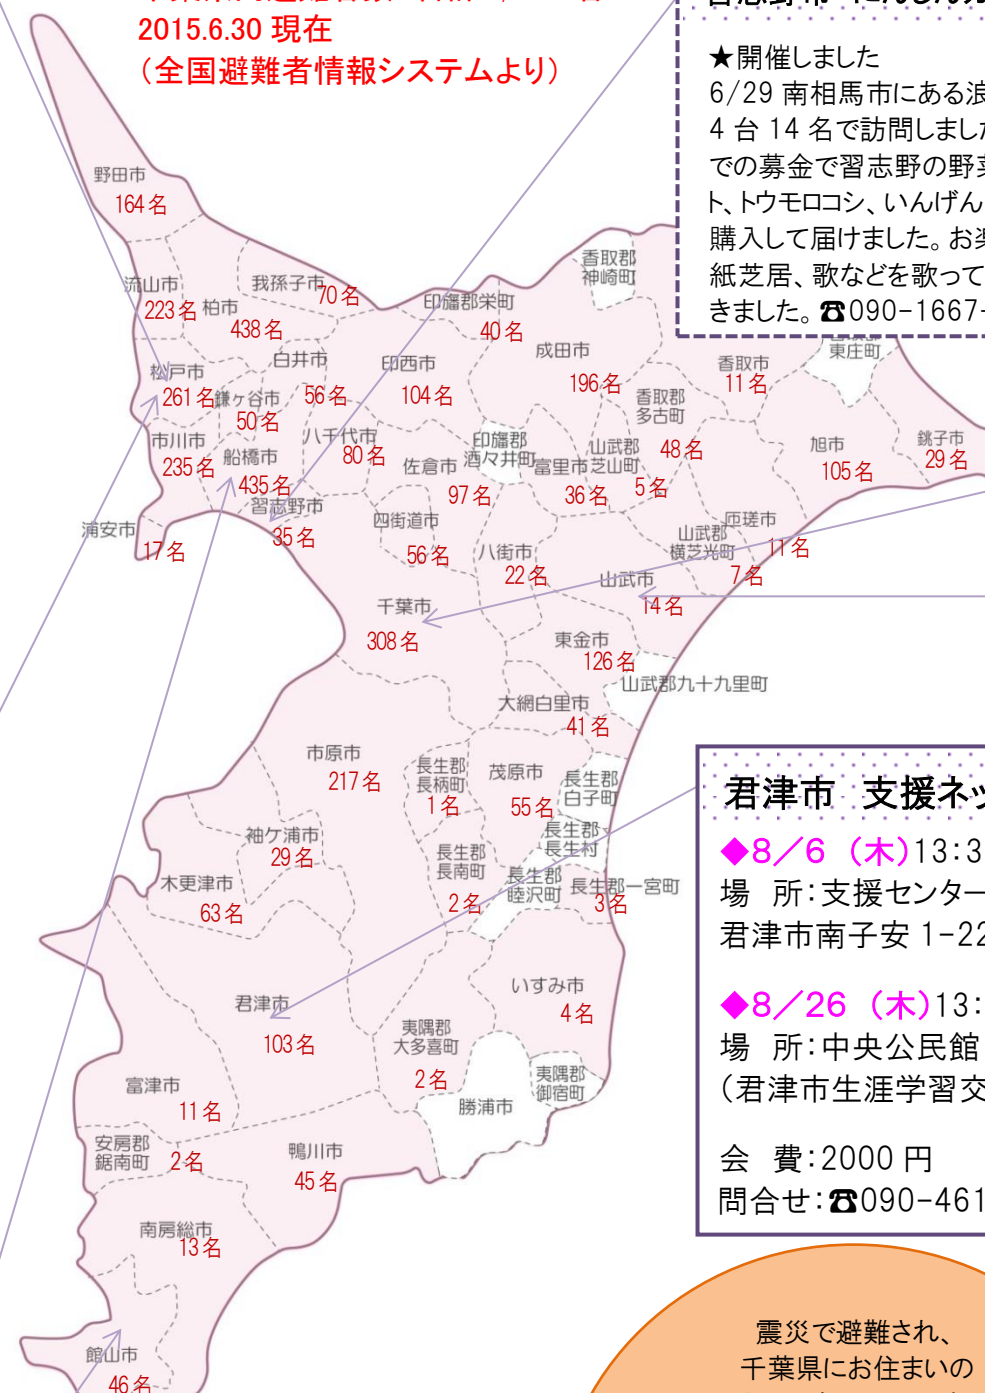 2015.6.30 現在
（全国避難者情報システムより）
★開催しました
6/29 南相馬市にある浪
4 台 14 名で訪問しました
での募金で習志野の野菜
ト、トウモロコシ、いんげん
購入して届けました。お楽
紙芝居、歌などを歌って
きました。☎090-1667-
野田市
164名
流山市
223名
柏市
438名
我孫子市
70名
印旛郡栄町
40名
香取郡
神崎町
成田市
196名
香取市
11名
東庄町
松戸市
261名
鎌ヶ谷市
50名
白井市
56名
印西市
104名
香取郡
多古町
48名
市川市
235名
船橋市
435名
八千代市
80名
佐倉市
97名
印旛郡
酒々井町
富里市
36名
山武郡
芝山町
5名
旭市
105名
銚子市
29名
浦安市
17名
習志野市
35名
四街道市
56名
八街市
22名
山武郡
横芝光町
7名
匝瑳市
11名
山武市
14名
千葉市
308名
東金市
126名
山武郡九十九里町
大網白里市
41名
市原市
217名
長生郡
長柄町
1名
茂原市
55名
長生郡
白子町
長生郡
長生村
袖ケ浦市
29名
長生郡
長南町
2名
長生郡
睦沢町
長生郡一宮町
3名
木更津市
63名
君津市
103名
いすみ市
4名
夷隅郡
大多喜町
2名
夷隅郡
御宿町
勝浦市
富津市
11名
安房郡
鋸南町
2名
鴨川市
45名
南房総市
13名
館山市
46名
君津市 支援ネッ
◆8／6 （木）13:3
場 所：支援センター
君津市南子安 1-22
◆8／26 （木）13:
場 所：中央公民館
（君津市生涯学習交
会 費：2000 円
問合せ：☎090-461
震災で避難され、
千葉県にお住まいの